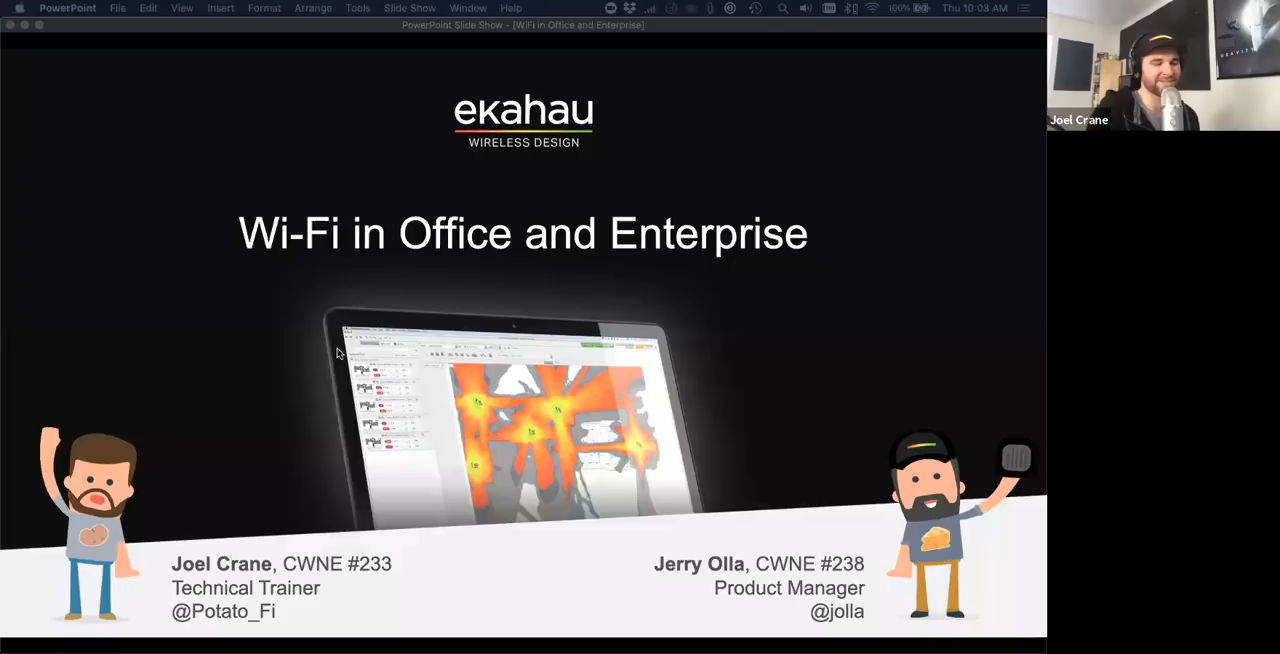 PowerPoint File Edit View Insert Format Arrange Tools Slide Show Window Help 100% Thu 10:03 AM
PowerPoint Slide Show - [WiFi in Office and Enterprise]
GRAVITY
Joel Crane
ekahau
WIRELESS DESIGN
Wi-Fi in Office and Enterprise
Joel Crane, CWNE #233
Technical Trainer
@Potato_Fi
Jerry Olla, CWNE #238
Product Manager
@jolla